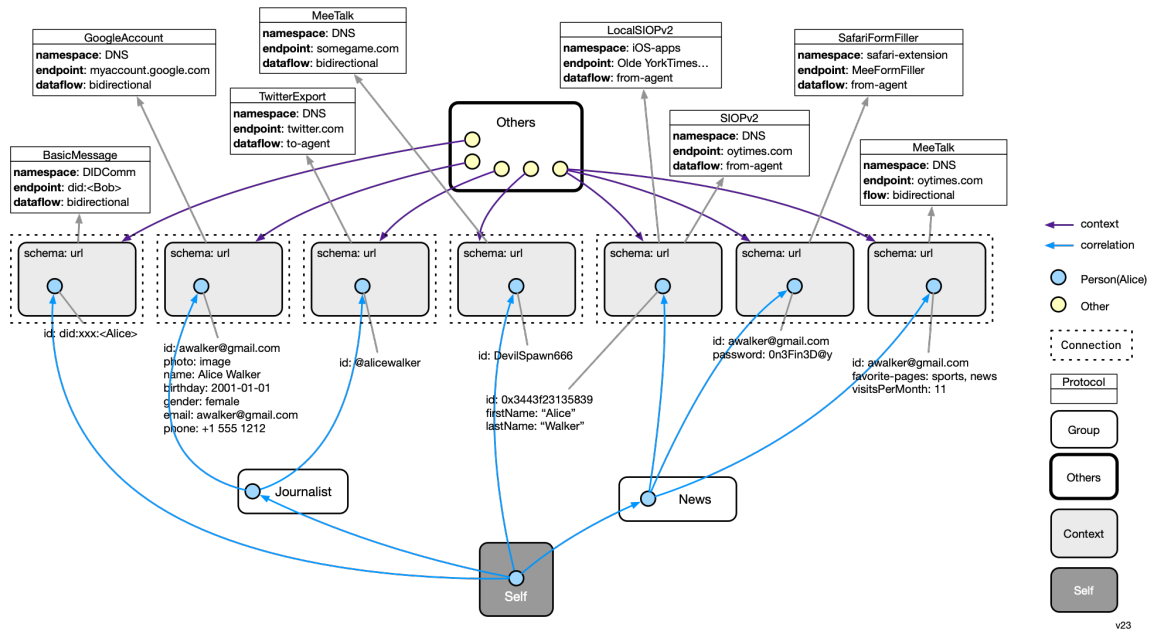 MeeTalk
namespace: DNS
endpoint: somegame.com
dataflow: bidirectional
GoogleAccount
namespace: DNS
endpoint: myaccount.google.com
dataflow: bidirectional
LocalSIOPv2
namespace: iOS-apps
endpoint: Olde YorkTimes...
dataflow: from-agent
SafariFormFiller
namespace: safari-extension
endpoint: MeeFormFiller
dataflow: from-agent
TwitterExport
namespace: DNS
endpoint: twitter.com
dataflow: to-agent
Others
SIOPv2
namespace: DNS
endpoint: oytimes.com
dataflow: from-agent
BasicMessage
namespace: DIDComm
endpoint: did:<Bob>
dataflow: bidirectional
MeeTalk
namespace: DNS
endpoint: oytimes.com
flow: bidirectional
schema: url
schema: url
schema: url
schema: url
schema: url
schema: url
schema: url
id: did:xxx:<Alice>
id: awalker@gmail.com
photo: image
name: Alice Walker
birthday: 2001-01-01
gender: female
email: awalker@gmail.com
phone: +1 555 1212
id: @alicewalker
id: DevilSpawn666
id: 0x3443f23135839
firstName: “Alice”
lastName: “Walker”
id: awalker@gmail.com
password: 0n3Fin3D@y
id: awalker@gmail.com
favorite-pages: sports, news
visitsPerMonth: 11
Journalist
News
Self
context
correlation
Person(Alice)
Other
Connection
Protocol
Group
Others
Context
Self
v23